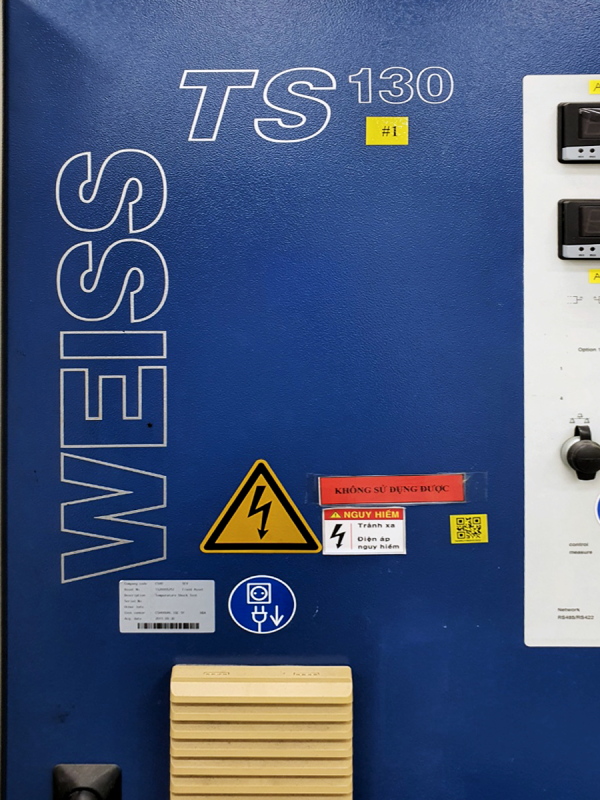 TS 130
#1
WEISS
KHÔNG SỬ DỤNG ĐƯỢC
NGUY HIỂM
Tránh xa
Điện áp
nguy hiểm
Option
control
measure
Network
RS485/RS422